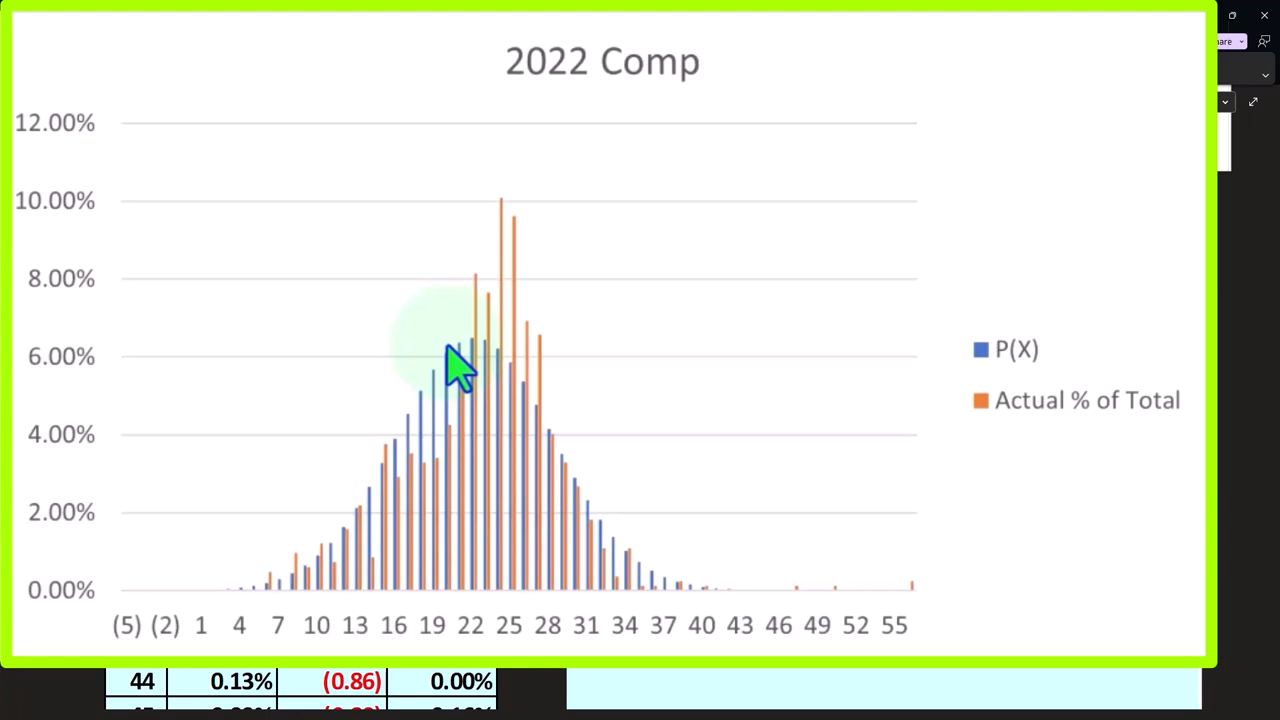 2022 Comp
12.00%
10.00%
8.00%
6.00%
4.00%
2.00%
0.00%
(5) (2) 1 4 7 10 13 16 19 22 25 28 31 34 37 40 43 46 49 52 55
P(X)
Actual % of Total
44 0.13% (0.86) 0.00%